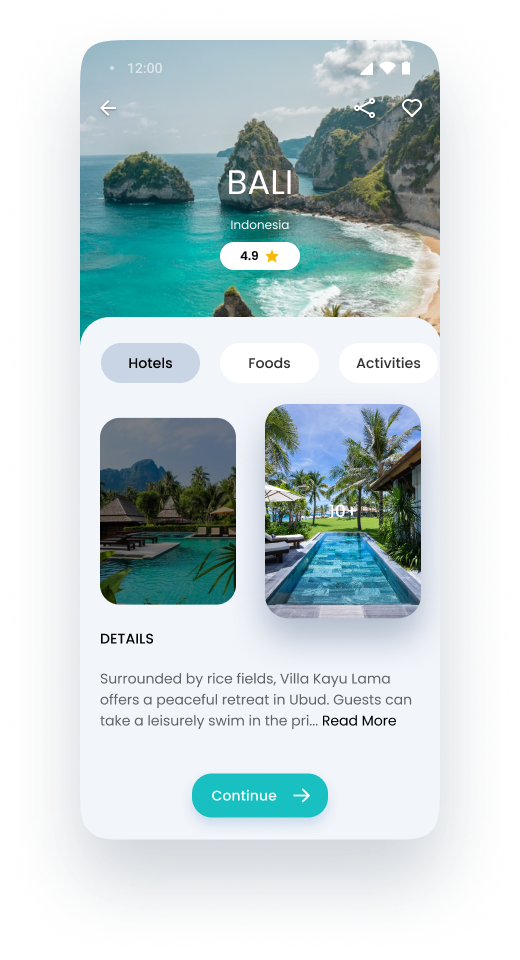 12:00
BALI
Indonesia
4.9
Hotels Foods Activities
10+
DETAILS
Surrounded by rice fields, Villa Kayu Lama
offers a peaceful retreat in Ubud. Guests can
take a leisurely swim in the pri... Read More
Continue